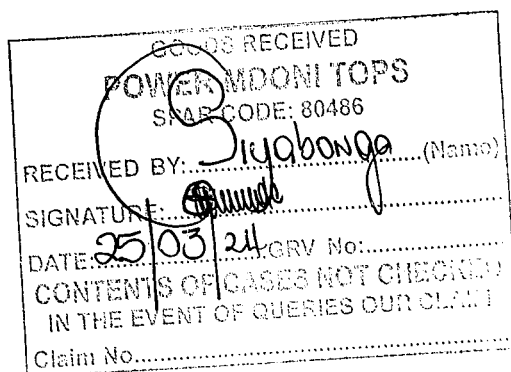 GOODS RECEIVED
POWER MDONI TOPS
SPAR CODE: 80486
RECEIVED BY:.....Siyabonga.....(Name)
SIGNATURE:.....
DATE:.....25/03/24 GRV No:.....
CONTENTS OF CASES NOT CHECKED
IN THE EVENT OF QUERIES OUR CLAIM
Claim No.....